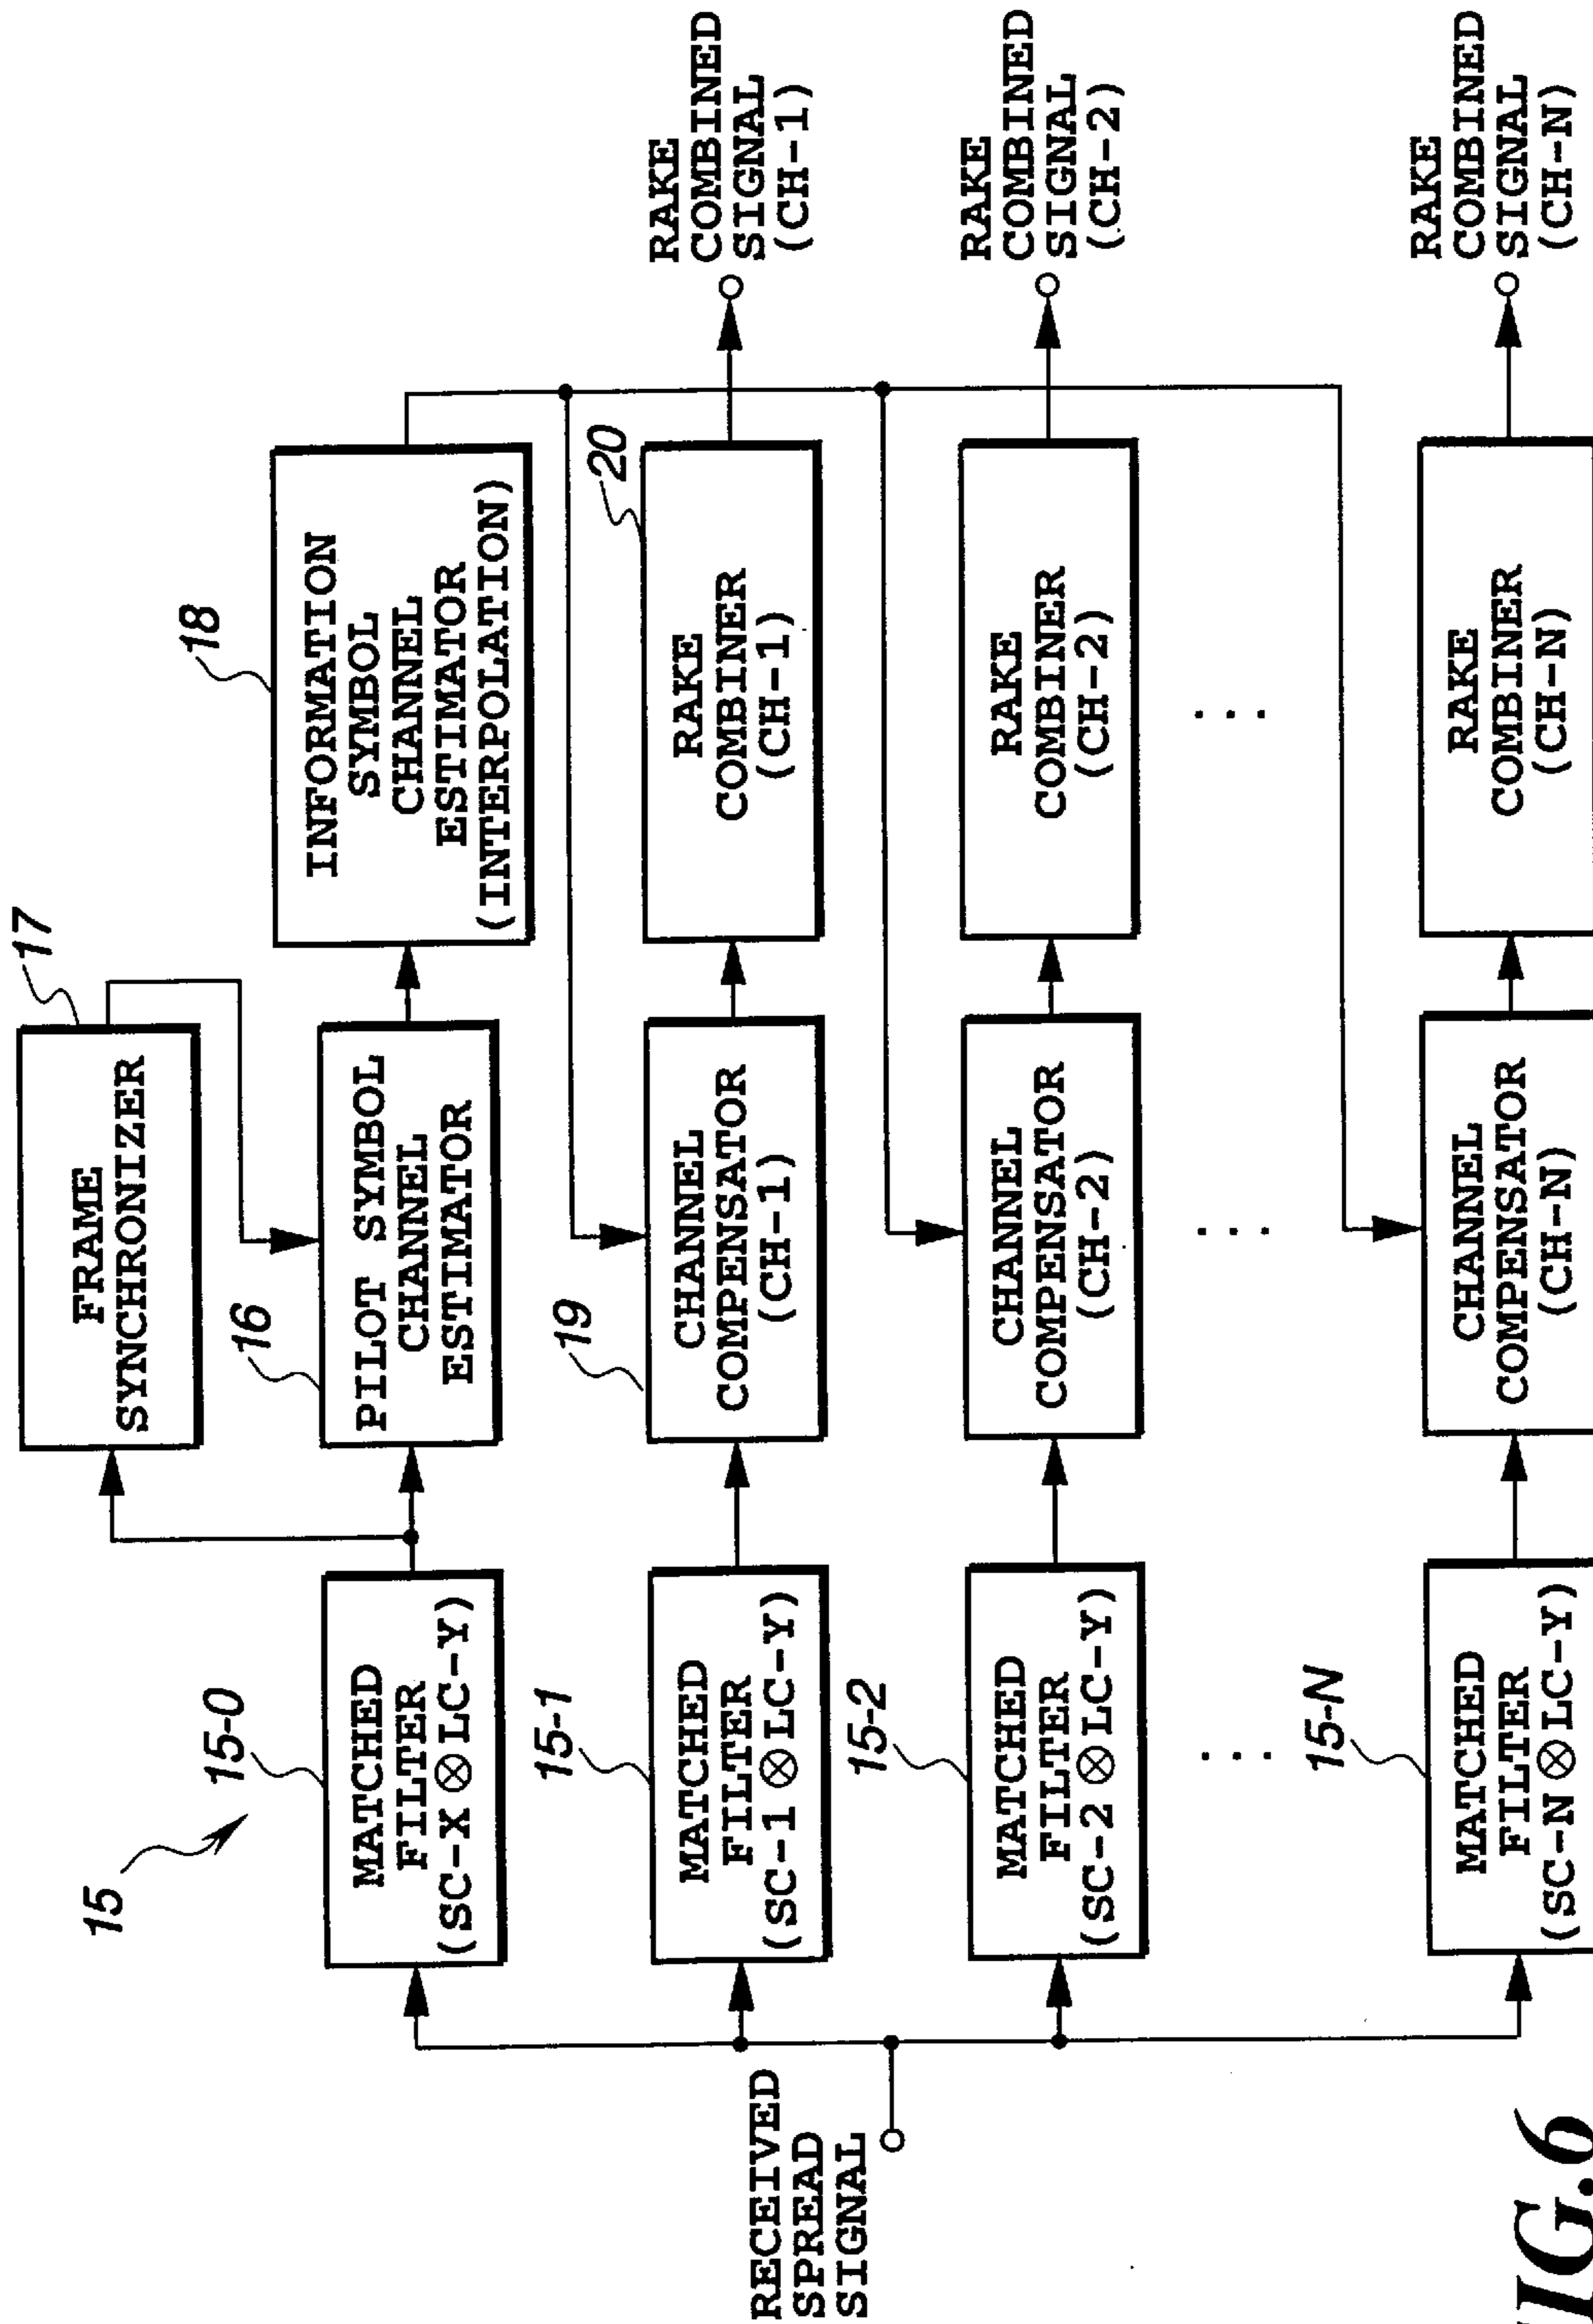 FRAME
SYNCHRONIZER
17
15
15-0
MATCHED
FILTER
(SC-X⊗LC-Y)
16
PILOT SYMBOL
CHANNEL
ESTIMATOR
18
INFORMATION
SYMBOL
CHANNEL
ESTIMATOR
(INTERPOLATION)
15-1
MATCHED
FILTER
(SC-1⊗LC-Y)
19
CHANNEL
COMPENSATOR
(CH-1)
20
RAKE
COMBINER
(CH-1)
RAKE
COMBINED
SIGNAL
(CH-1)
RECEIVED
SPREAD
SIGNAL
15-2
MATCHED
FILTER
(SC-2⊗LC-Y)
CHANNEL
COMPENSATOR
(CH-2)
RAKE
COMBINER
(CH-2)
RAKE
COMBINED
SIGNAL
(CH-2)
...
...
...
15-N
MATCHED
FILTER
(SC-N⊗LC-Y)
CHANNEL
COMPENSATOR
(CH-N)
RAKE
COMBINER
(CH-N)
RAKE
COMBINED
SIGNAL
(CH-N)
IG.6